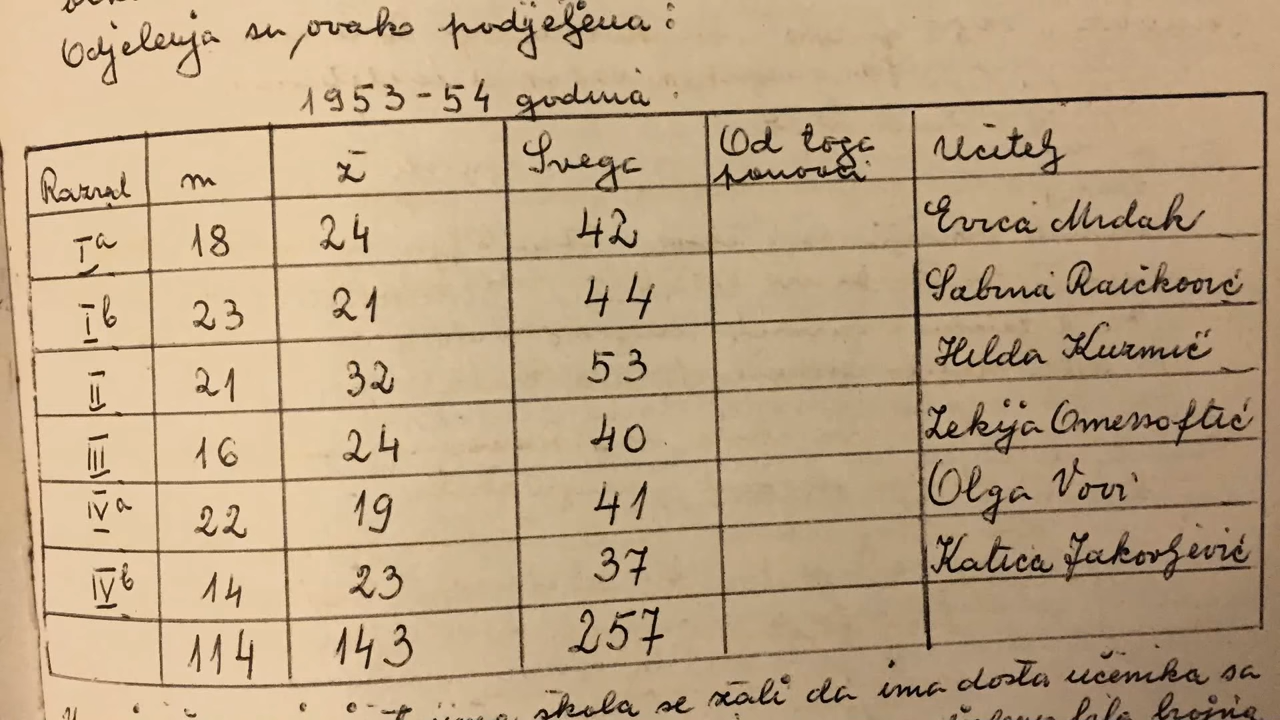 Odjelenja su ovako podjeljena:
1953-54 godina
Razred m ž Svega Od toga ponovci Učitelj
Ia 18 24 42 Evica Mrdak
Ib 23 21 44 Sabina Raičković
II 21 32 53 Hilda Kurmić
III 16 24 40 Zekija Omersoftić
IVa 22 19 41 Olga Vovi
IVb 14 23 37 Katica Jakovljević
114 143 257
škola se žali da ima dosta učenika sa